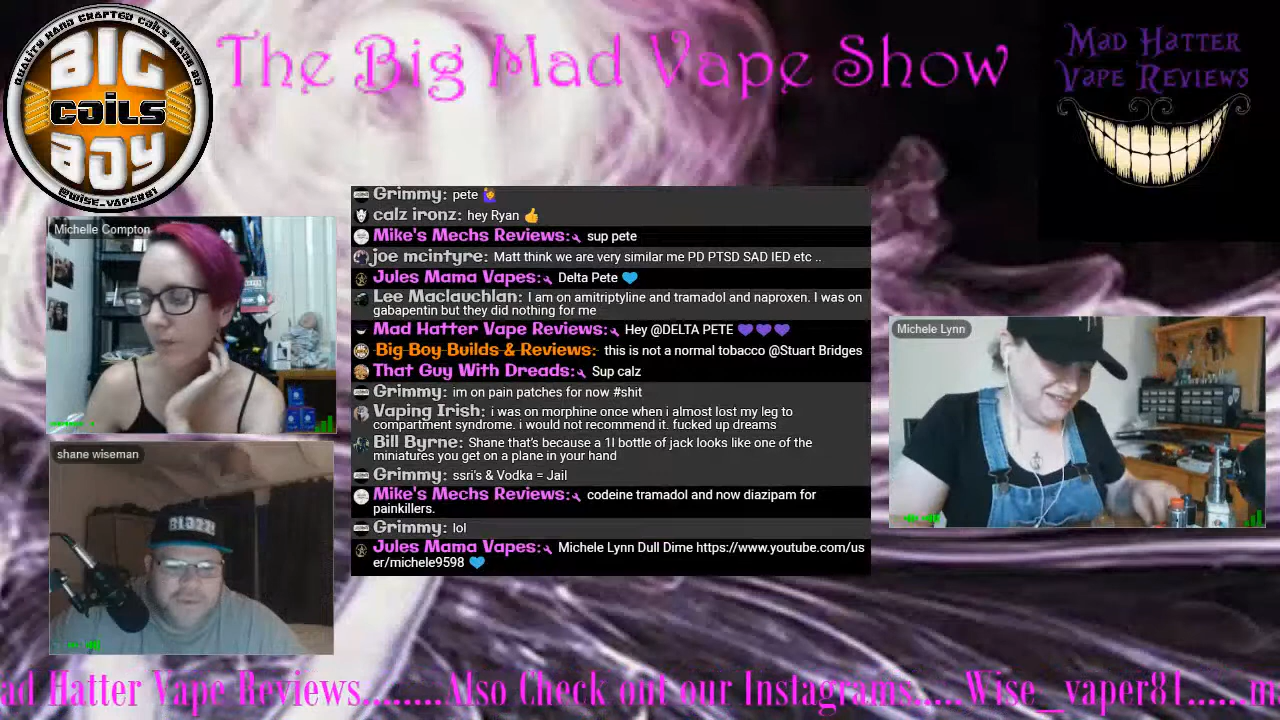 QUALITY HAND CRAFTED COILS MADE BY
BIG
COILS
BOY
@WISE_VAPER81
The Big Mad Vape Show
Mad Hatter
Vape Reviews
Michelle Compton
shane wiseman
Michele Lynn
Grimmy: pete 🙋‍♀️
calz ironz: hey Ryan 👍
Mike's Mechs Reviews: sup pete
joe mcintyre: Matt think we are very similar me PD PTSD SAD IED etc ..
Jules Mama Vapes: Delta Pete 💙
Lee Maclauchlan: I am on amitriptyline and tramadol and naproxen. I was on
gabapentin but they did nothing for me
Mad Hatter Vape Reviews: Hey @DELTA PETE 💜💜💜
Big Boy Builds & Reviews: this is not a normal tobacco @Stuart Bridges
That Guy With Dreads: Sup calz
Grimmy: im on pain patches for now #shit
Vaping Irish: i was on morphine once when i almost lost my leg to
compartment syndrome. i would not recommend it. fucked up dreams
Bill Byrne: Shane that's because a 1l bottle of jack looks like one of the
miniatures you get on a plane in your hand
Grimmy: ssri's & Vodka = Jail
Mike's Mechs Reviews: codeine tramadol and now diazipam for
painkillers.
Grimmy: lol
Jules Mama Vapes: Michele Lynn Dull Dime https://www.youtube.com/us
er/michele9598 💙
ad Hatter Vape Reviews........Also Check out our Instagrams.....Wise_vaper81......m